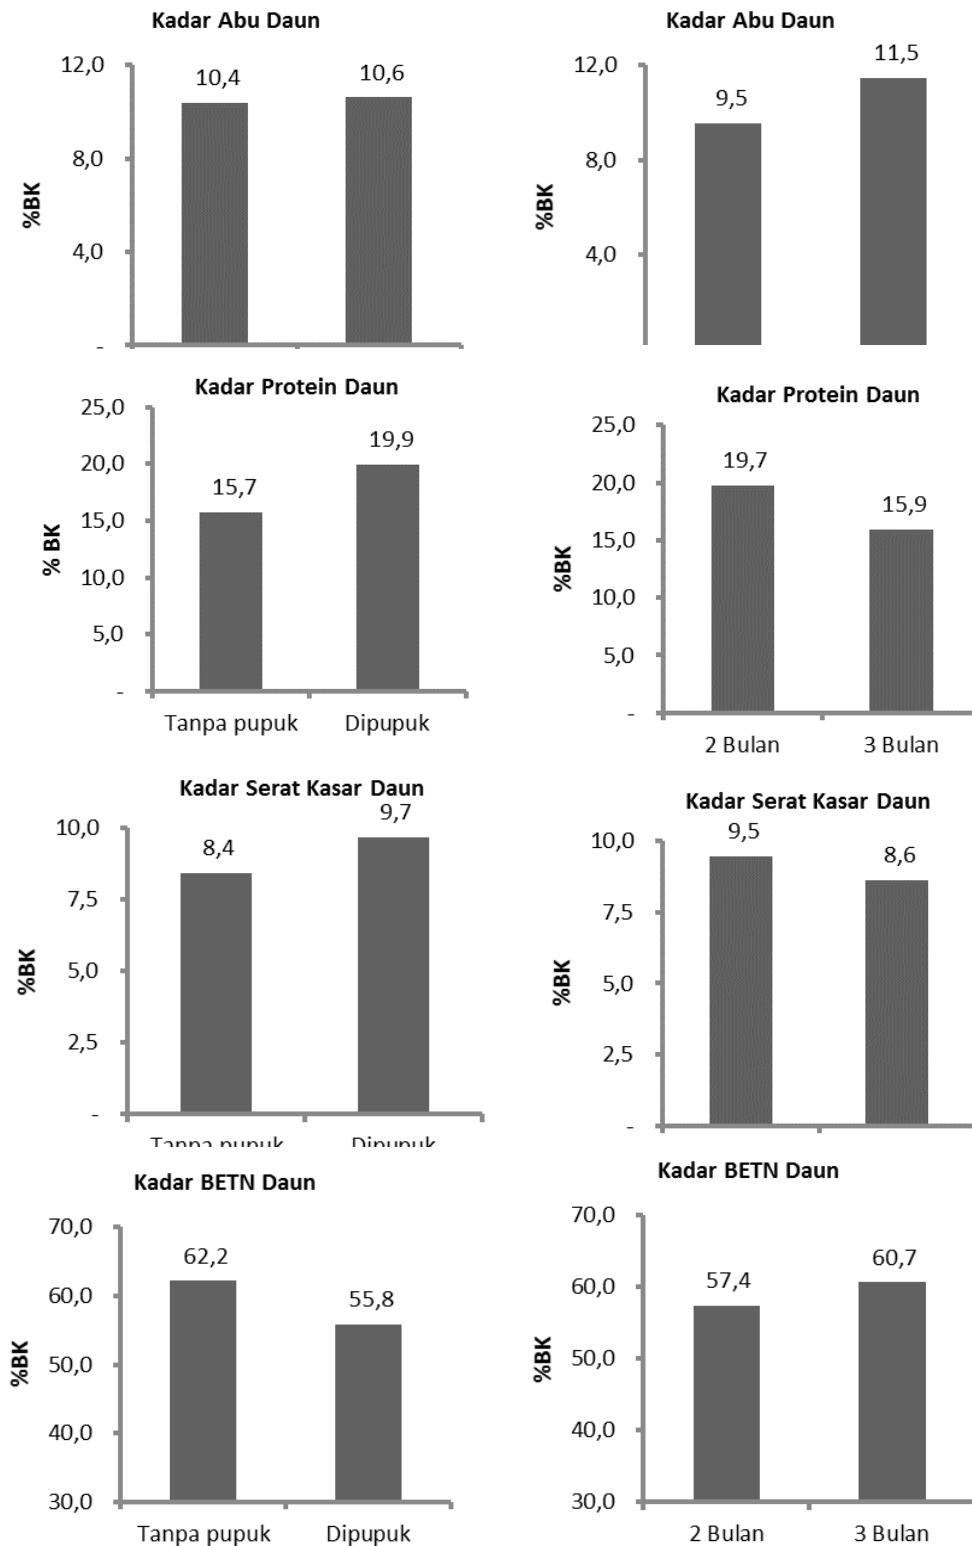 Kadar Abu Daun
12,0
10,4
10,6
8,0
%BK
4,0
-
Kadar Abu Daun
12,0
11,5
9,5
8,0
%BK
4,0
Kadar Protein Daun
25,0
19,9
20,0
15,7
15,0
% BK
10,0
5,0
-
Tanpa pupuk Dipupuk
Kadar Protein Daun
25,0
19,7
20,0
15,9
15,0
%BK
10,0
5,0
-
2 Bulan 3 Bulan
Kadar Serat Kasar Daun
9,7
10,0
8,4
7,5
5,0
%BK
2,5
-
Tanpa pupuk Dipupuk
Kadar Serat Kasar Daun
9,5
10,0
8,6
7,5
5,0
%BK
2,5
-
Kadar BETN Daun
70,0
62,2
60,0
55,8
50,0
%BK
40,0
30,0
Tanpa pupuk Dipupuk
Kadar BETN Daun
70,0
60,7
57,4
60,0
50,0
%BK
40,0
30,0
2 Bulan 3 Bulan